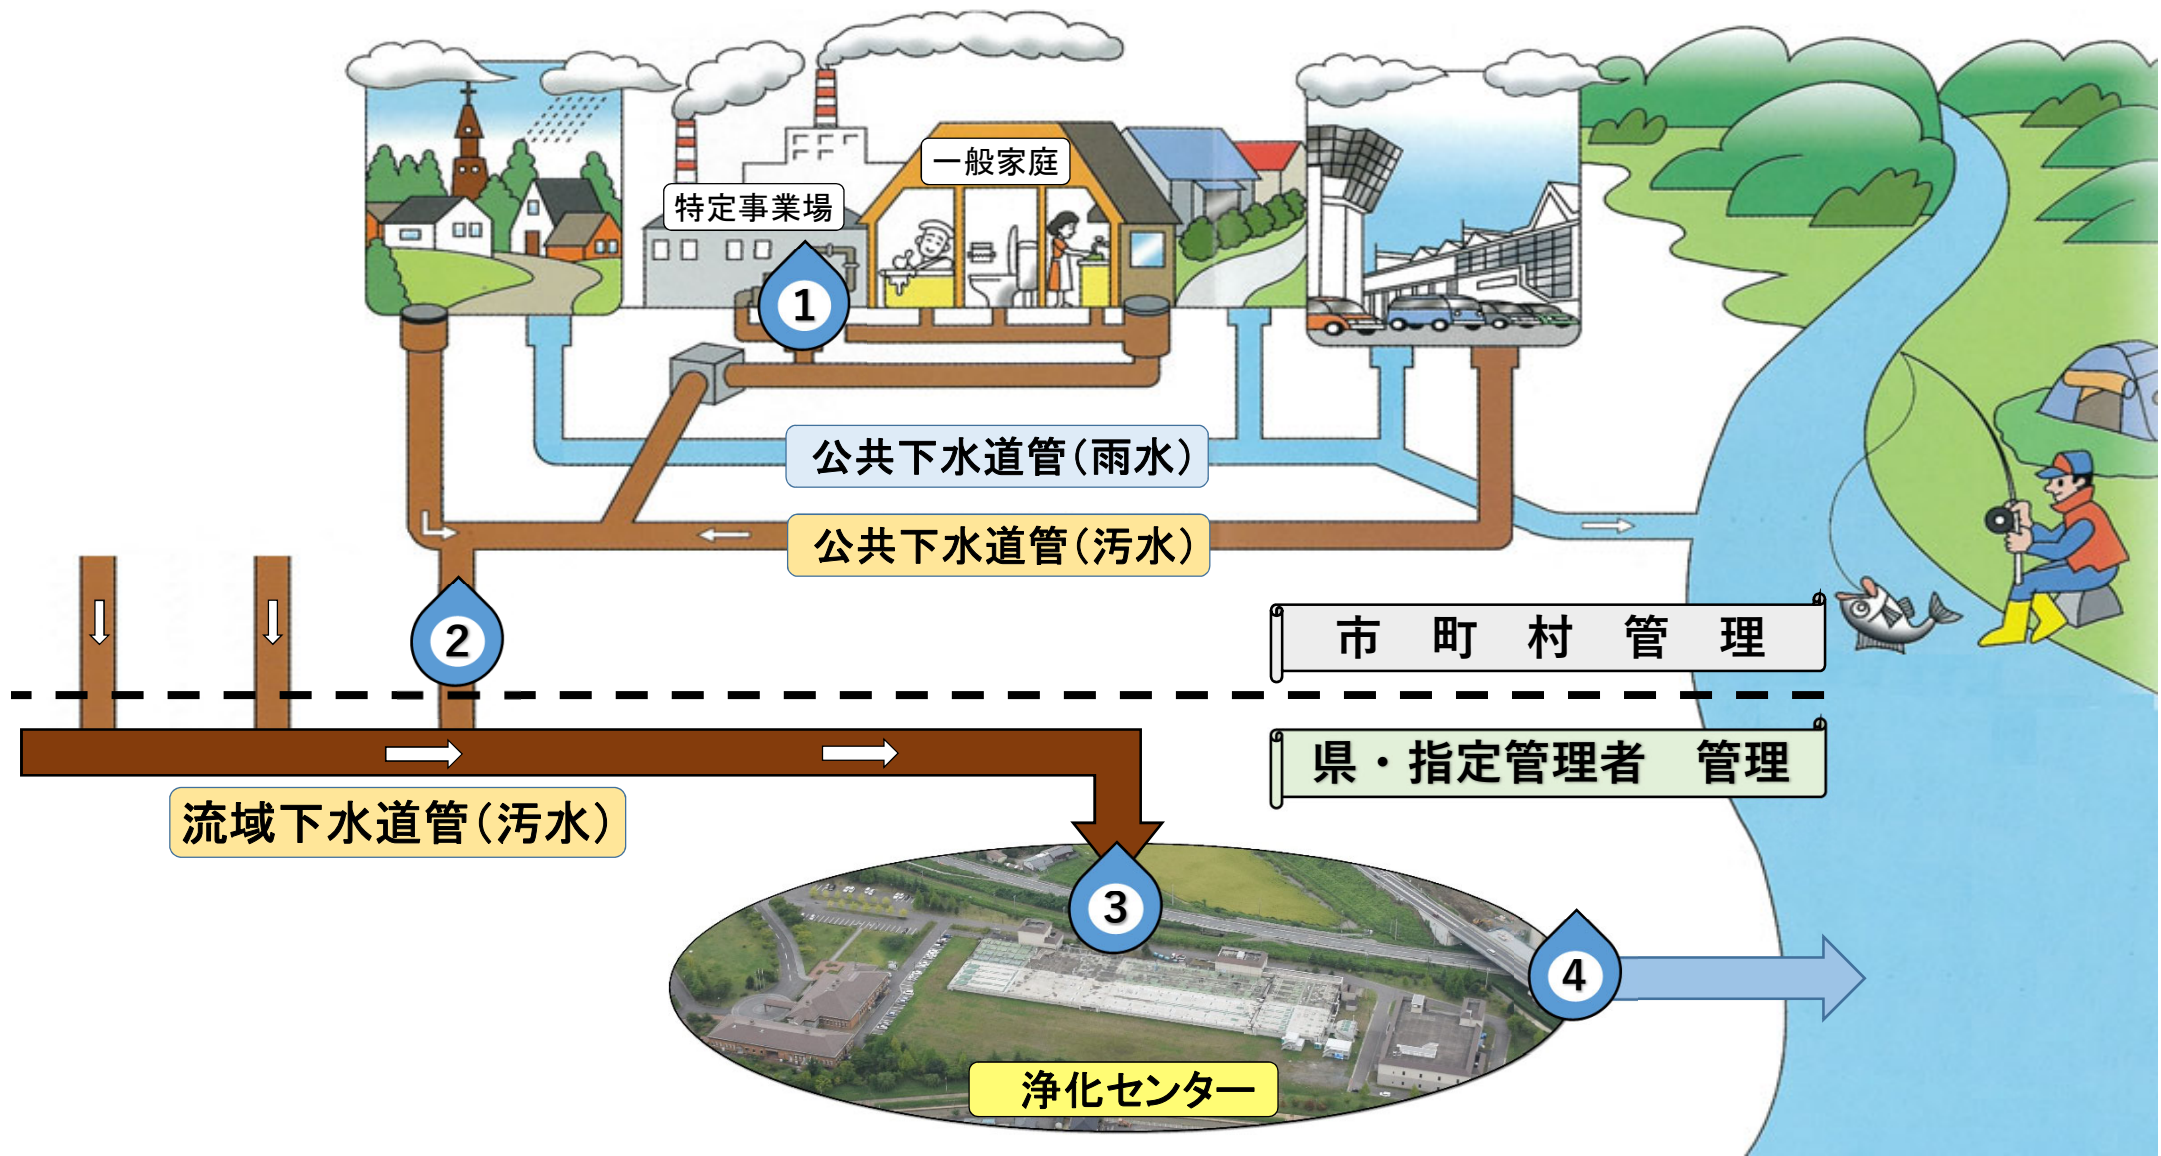 一般家庭
特定事業場
1
公共下水道管(雨水)
公共下水道管(汚水)
2
市町村管理
県・指定管理者 管理
流域下水道管(汚水)
3
4
浄化センター